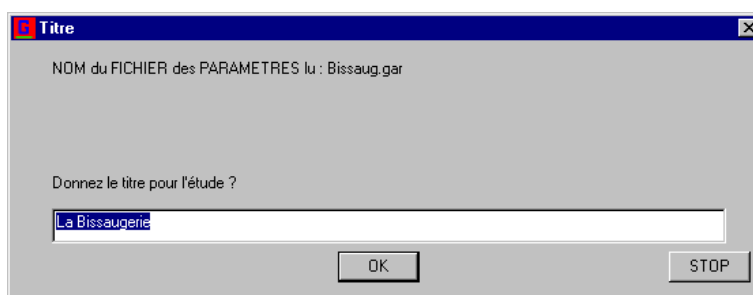 G Titre
NOM du FICHIER des PARAMETRES lu : Bissaug.gar
Donnez le titre pour l'étude ?
La Bissaugerie
OK STOP